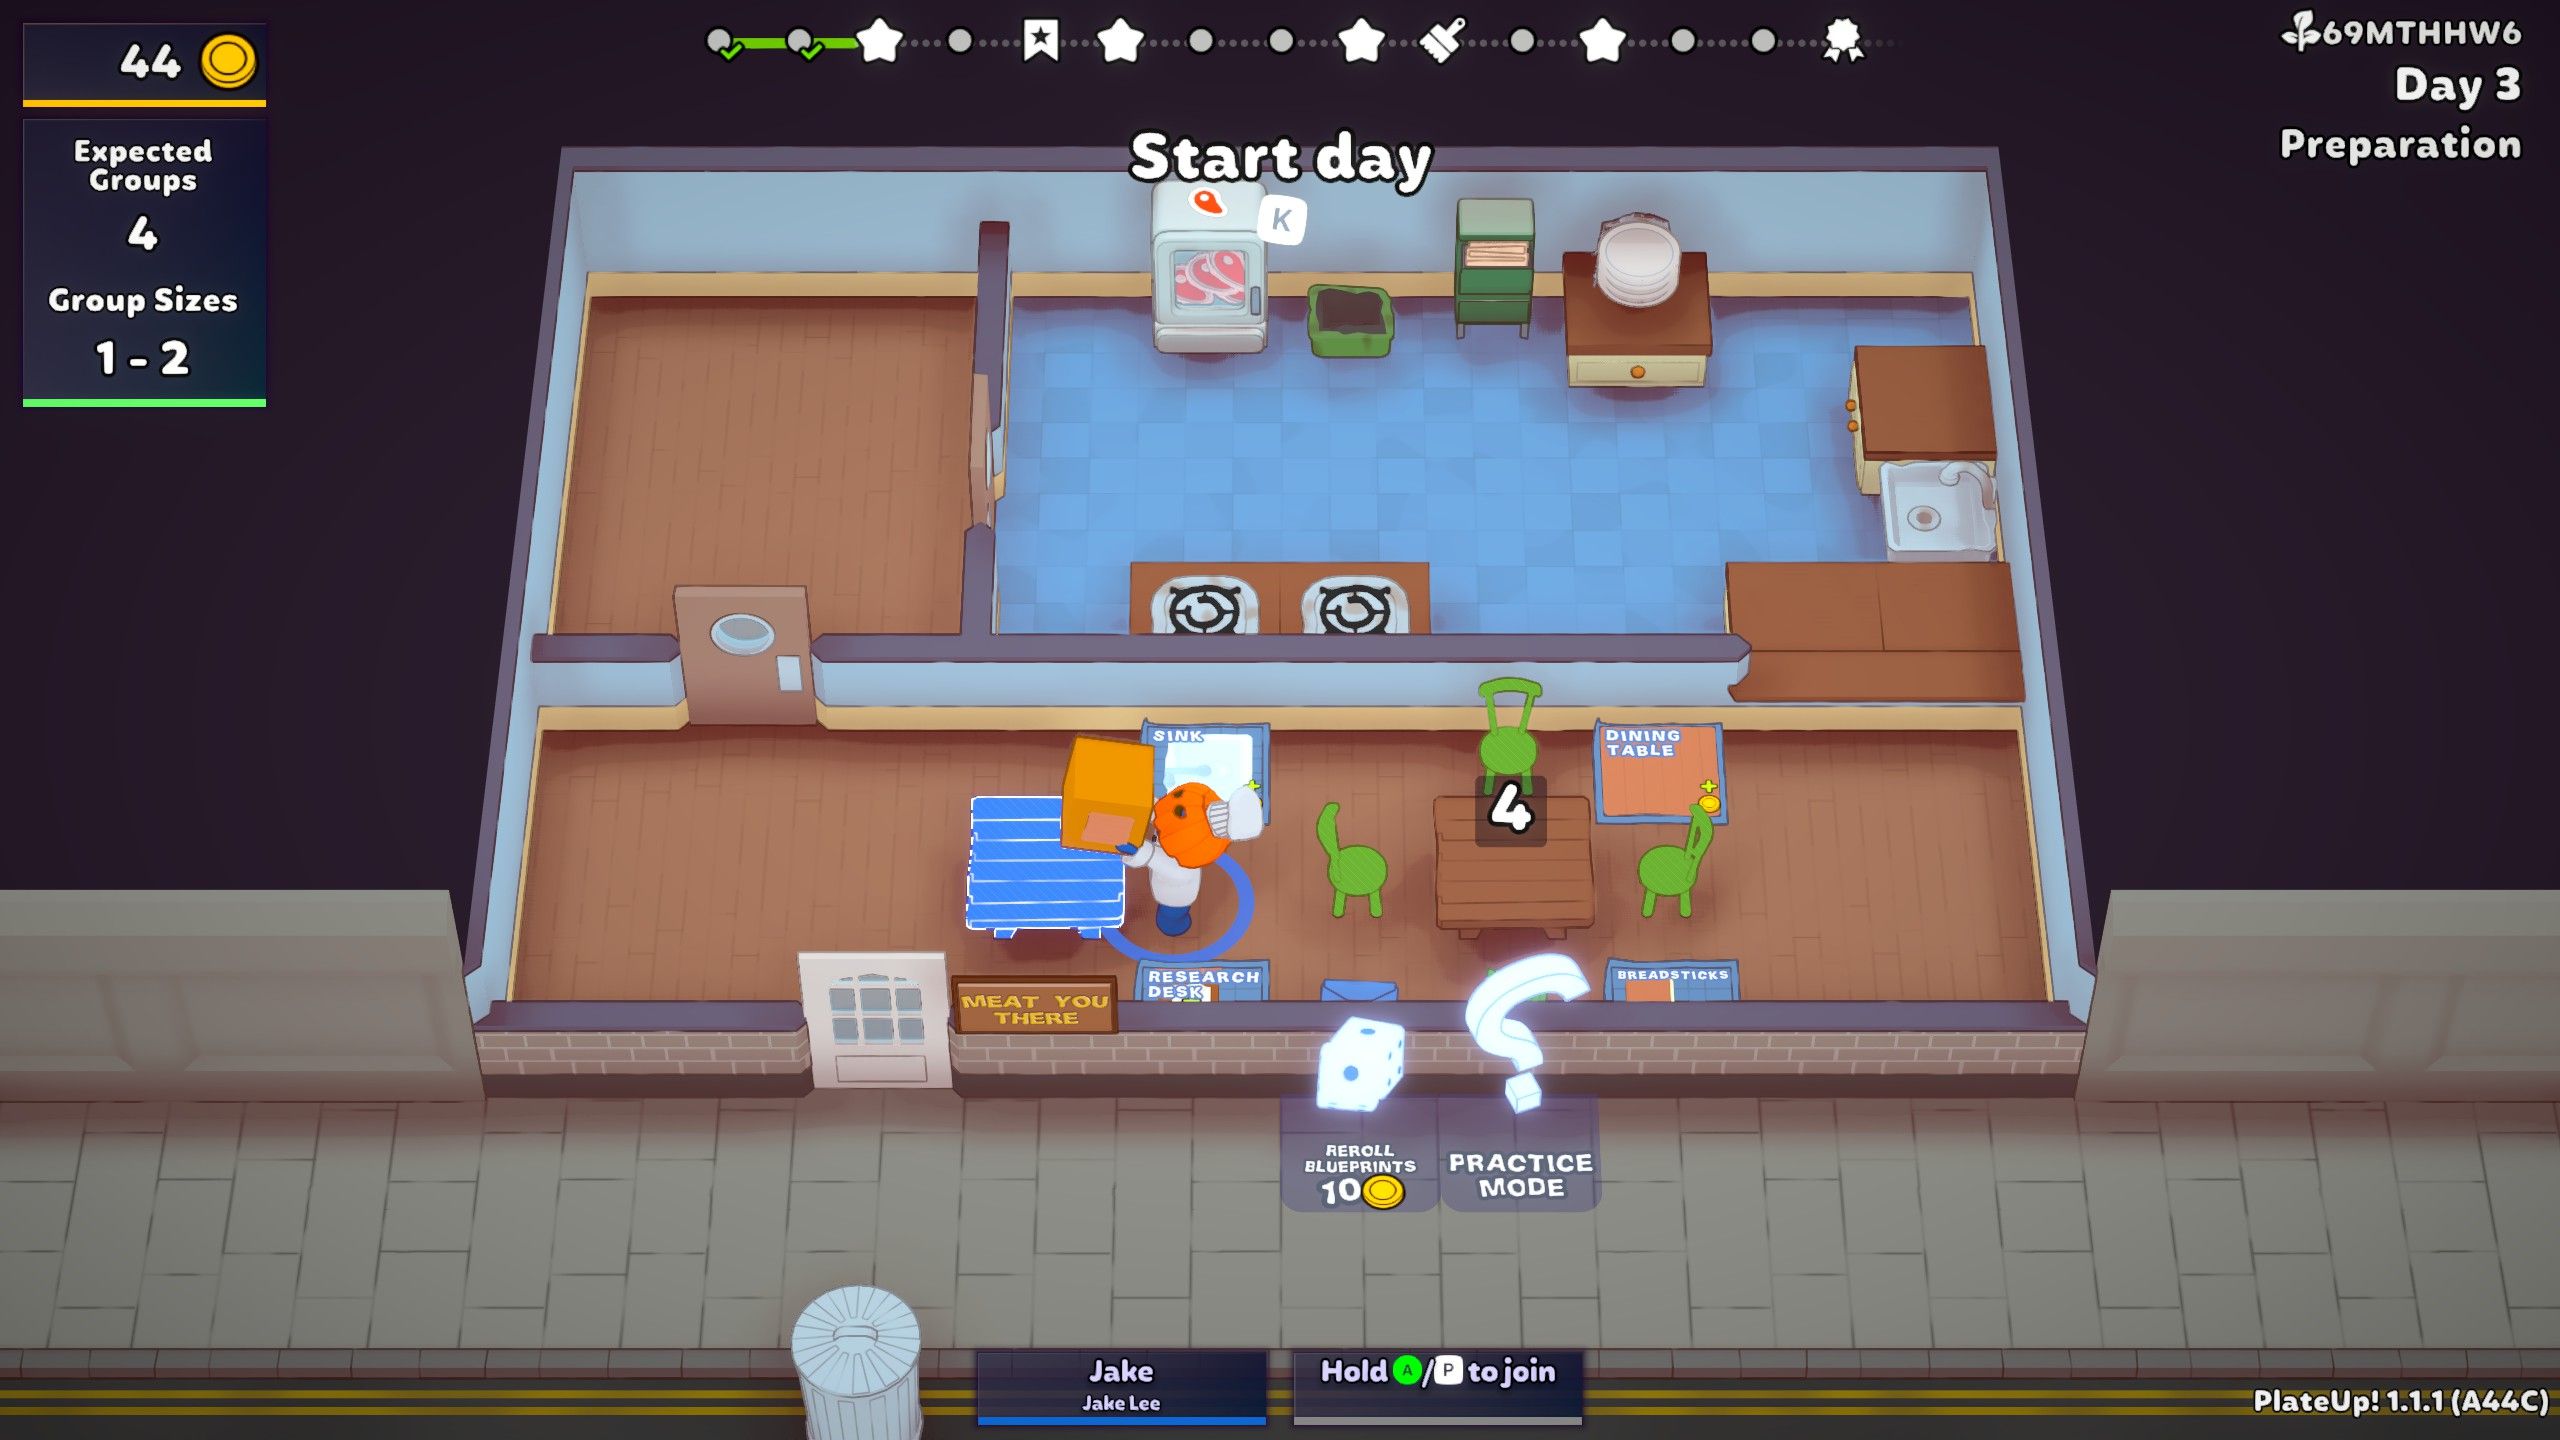 44
Expected
Groups
4
Group Sizes
1 - 2
69MTHHW6
Day 3
Preparation
Start day
K
SINK
DINING
TABLE
4
RESEARCH
DESK
BREADSTICKS
MEAT YOU
THERE
REROLL
BLUEPRINTS
10
PRACTICE
MODE
Jake
Jake Lee
Hold A/P to join
PlateUp! 1.1.1 (A44C)